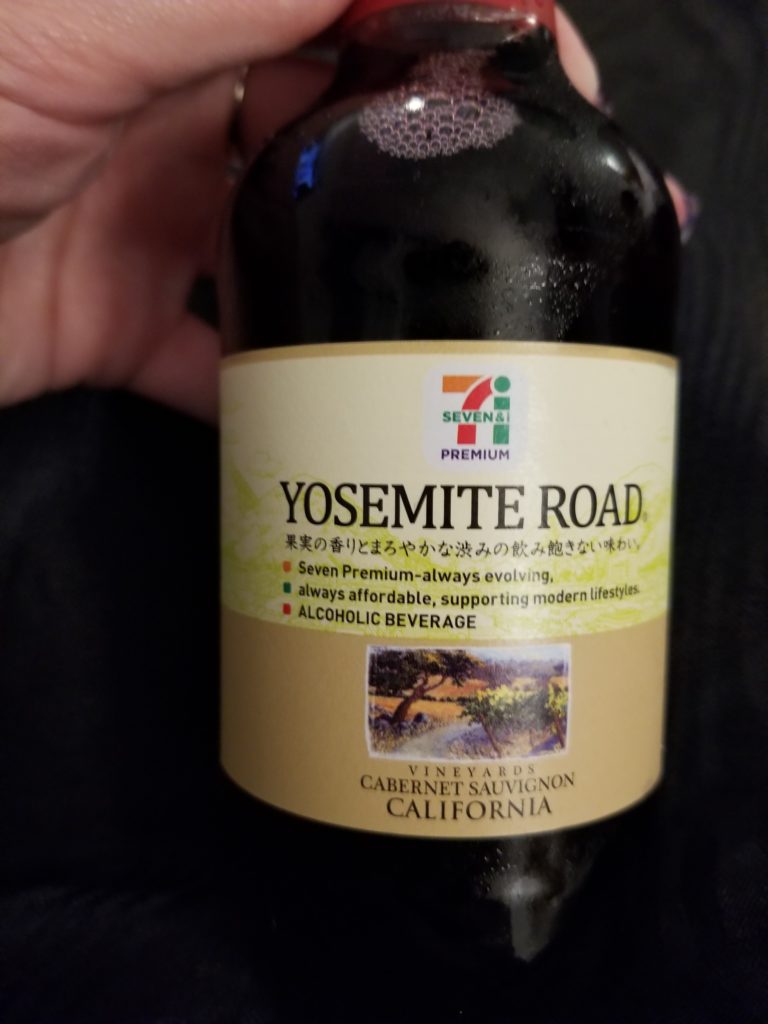 SEVEN&i
PREMIUM
YOSEMITE ROAD®
果実の香りとまろやかな渋みの飲み飽きない味わい。
Seven Premium-always evolving,
always affordable, supporting modern lifestyles.
ALCOHOLIC BEVERAGE
VINEYARDS
CABERNET SAUVIGNON
CALIFORNIA